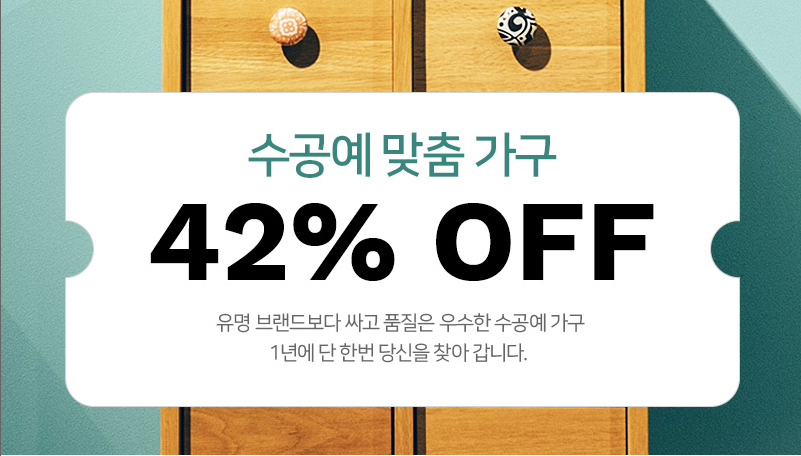 수공예 맞춤 가구
42% OFF
유명 브랜드보다 싸고 품질은 우수한 수공예 가구
1년에 단 한번 당신을 찾아 갑니다.